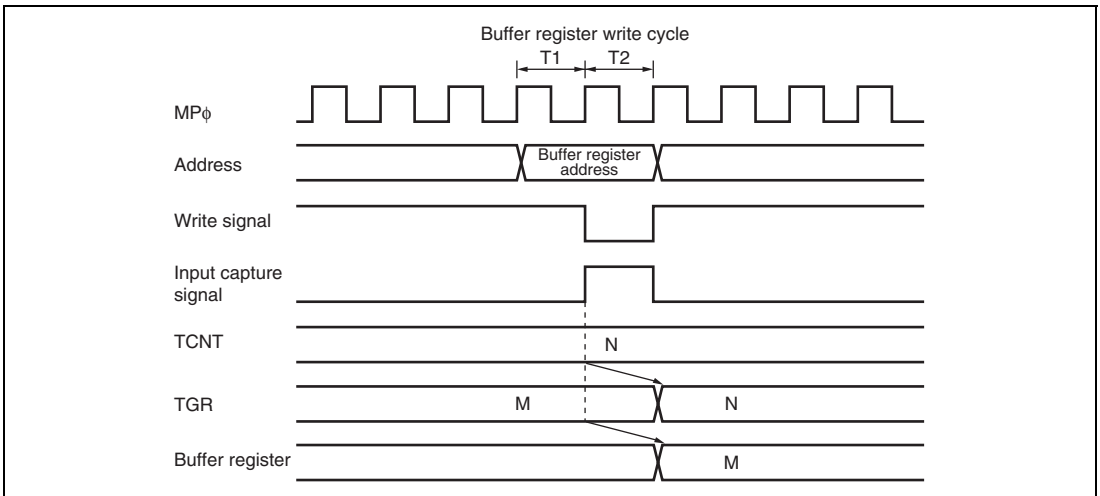 Buffer register write cycle
T1 T2
MPϕ
Address
Buffer register
address
Write signal
Input capture
signal
TCNT
N
TGR
M
N
Buffer register
M